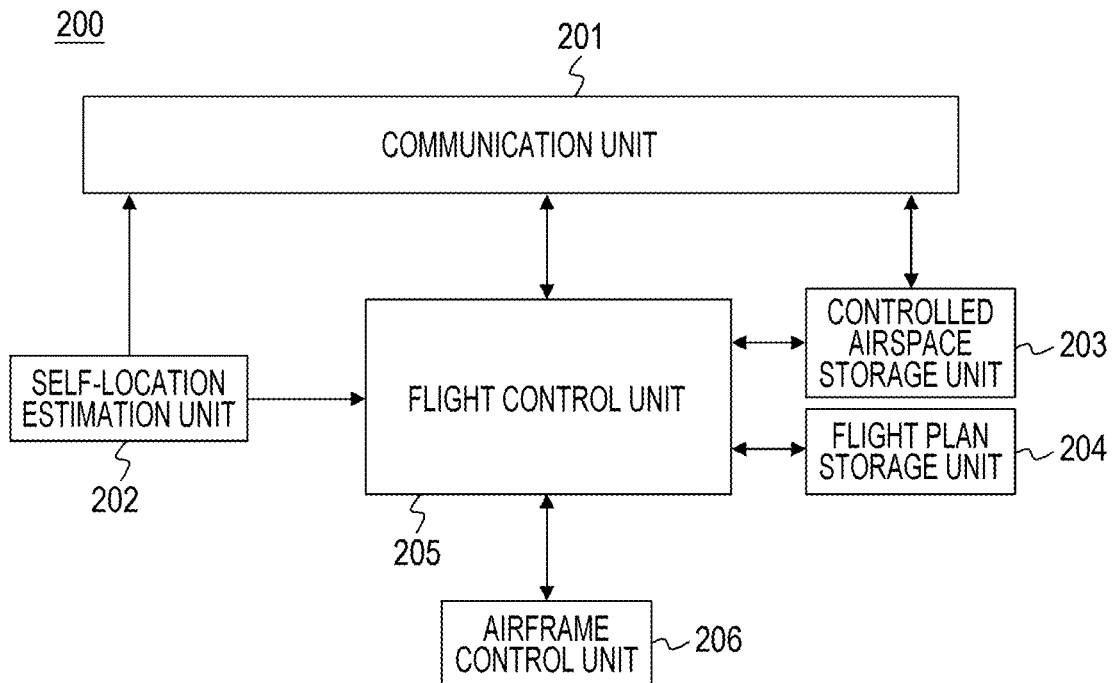 200
201
COMMUNICATION UNIT
SELF-LOCATION
ESTIMATION UNIT
202
FLIGHT CONTROL UNIT
205
CONTROLLED
AIRSPACE
STORAGE UNIT
203
FLIGHT PLAN
STORAGE UNIT
204
AIRFRAME
CONTROL UNIT
206